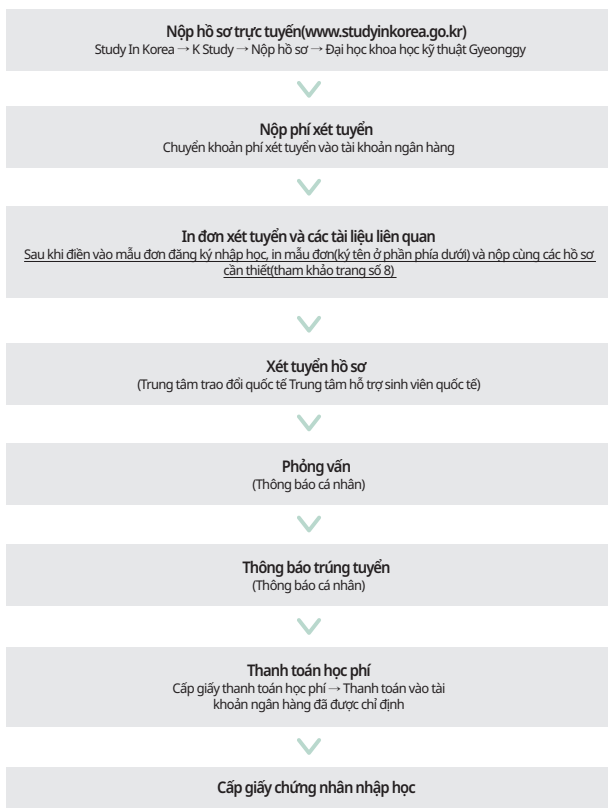 Nộp hồ sơ trực tuyến(www.studyinkorea.go.kr)
Study In Korea → K Study → Nộp hồ sơ → Đại học khoa học kỹ thuật Gyeonggy
Nộp phí xét tuyển
Chuyển khoản phí xét tuyển vào tài khoản ngân hàng
In đơn xét tuyển và các tài liệu liên quan
Sau khi điền vào mẫu đơn đăng ký nhập học, in mẫu đơn(ký tên ở phần phía dưới) và nộp cùng các hồ sơ
cần thiết(tham khảo trang số 8)
Xét tuyển hồ sơ
(Trung tâm trao đổi quốc tế Trung tâm hỗ trợ sinh viên quốc tế)
Phỏng vấn
(Thông báo cá nhân)
Thông báo trúng tuyển
(Thông báo cá nhân)
Thanh toán học phí
Cấp giấy thanh toán học phí → Thanh toán vào tài
khoản ngân hàng đã được chỉ định
Cấp giấy chứng nhân nhập học